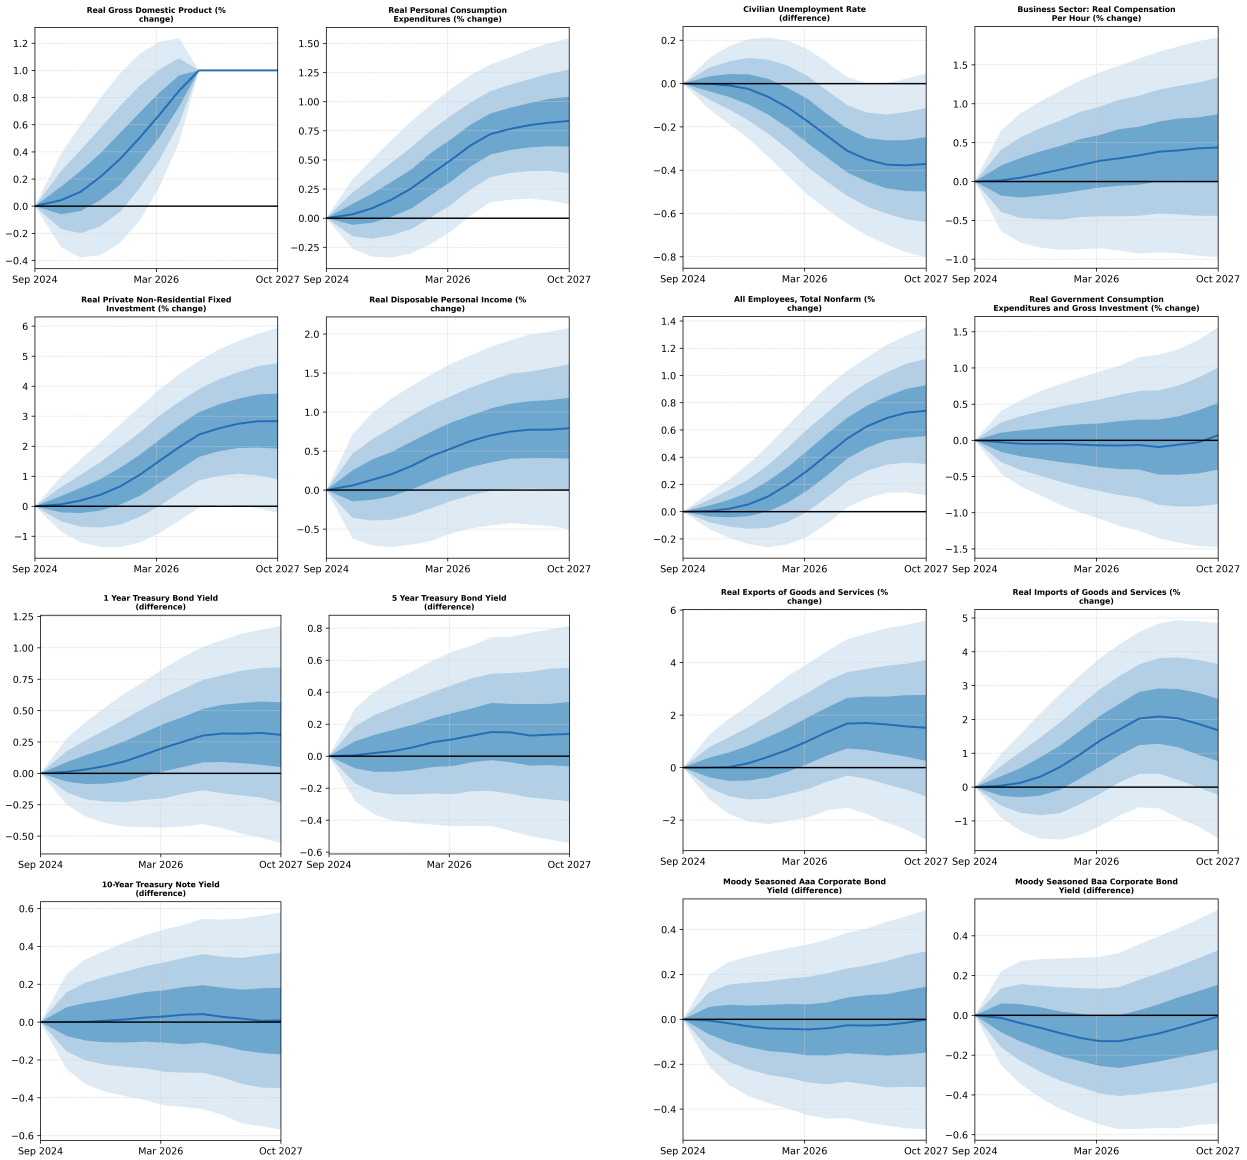 Real Gross Domestic Product (%
change)
1.2
1.0
0.8
0.6
0.4
0.2
0.0
−0.2
−0.4
Sep 2024
Mar 2026
Oct 2027
Real Personal Consumption
Expenditures (% change)
1.50
1.25
1.00
0.75
0.50
0.25
0.00
−0.25
Sep 2024
Mar 2026
Oct 2027
Civilian Unemployment Rate
(difference)
0.2
0.0
−0.2
−0.4
−0.6
−0.8
Sep 2024
Mar 2026
Oct 2027
Business Sector: Real Compensation
Per Hour (% change)
1.5
1.0
0.5
0.0
−0.5
−1.0
Sep 2024
Mar 2026
Oct 2027
Real Private Non-Residential Fixed
Investment (% change)
6
5
4
3
2
1
0
−1
Sep 2024
Mar 2026
Oct 2027
Real Disposable Personal Income (%
change)
2.0
1.5
1.0
0.5
0.0
−0.5
Sep 2024
Mar 2026
Oct 2027
All Employees, Total Nonfarm (%
change)
1.4
1.2
1.0
0.8
0.6
0.4
0.2
0.0
−0.2
Sep 2024
Mar 2026
Oct 2027
Real Government Consumption
Expenditures and Gross Investment (% change)
1.5
1.0
0.5
0.0
−0.5
−1.0
−1.5
Sep 2024
Mar 2026
Oct 2027
1 Year Treasury Bond Yield
(difference)
1.25
1.00
0.75
0.50
0.25
0.00
−0.25
−0.50
Sep 2024
Mar 2026
Oct 2027
5 Year Treasury Bond Yield
(difference)
0.8
0.6
0.4
0.2
0.0
−0.2
−0.4
−0.6
Sep 2024
Mar 2026
Oct 2027
Real Exports of Goods and Services (%
change)
6
4
2
0
−2
Sep 2024
Mar 2026
Oct 2027
Real Imports of Goods and Services (%
change)
5
4
3
2
1
0
−1
Sep 2024
Mar 2026
Oct 2027
10-Year Treasury Note Yield
(difference)
0.6
0.4
0.2
0.0
−0.2
−0.4
−0.6
Sep 2024
Mar 2026
Oct 2027
Moody Seasoned Aaa Corporate Bond
Yield (difference)
0.4
0.2
0.0
−0.2
−0.4
Sep 2024
Mar 2026
Oct 2027
Moody Seasoned Baa Corporate Bond
Yield (difference)
0.4
0.2
0.0
−0.2
−0.4
−0.6
Sep 2024
Mar 2026
Oct 2027